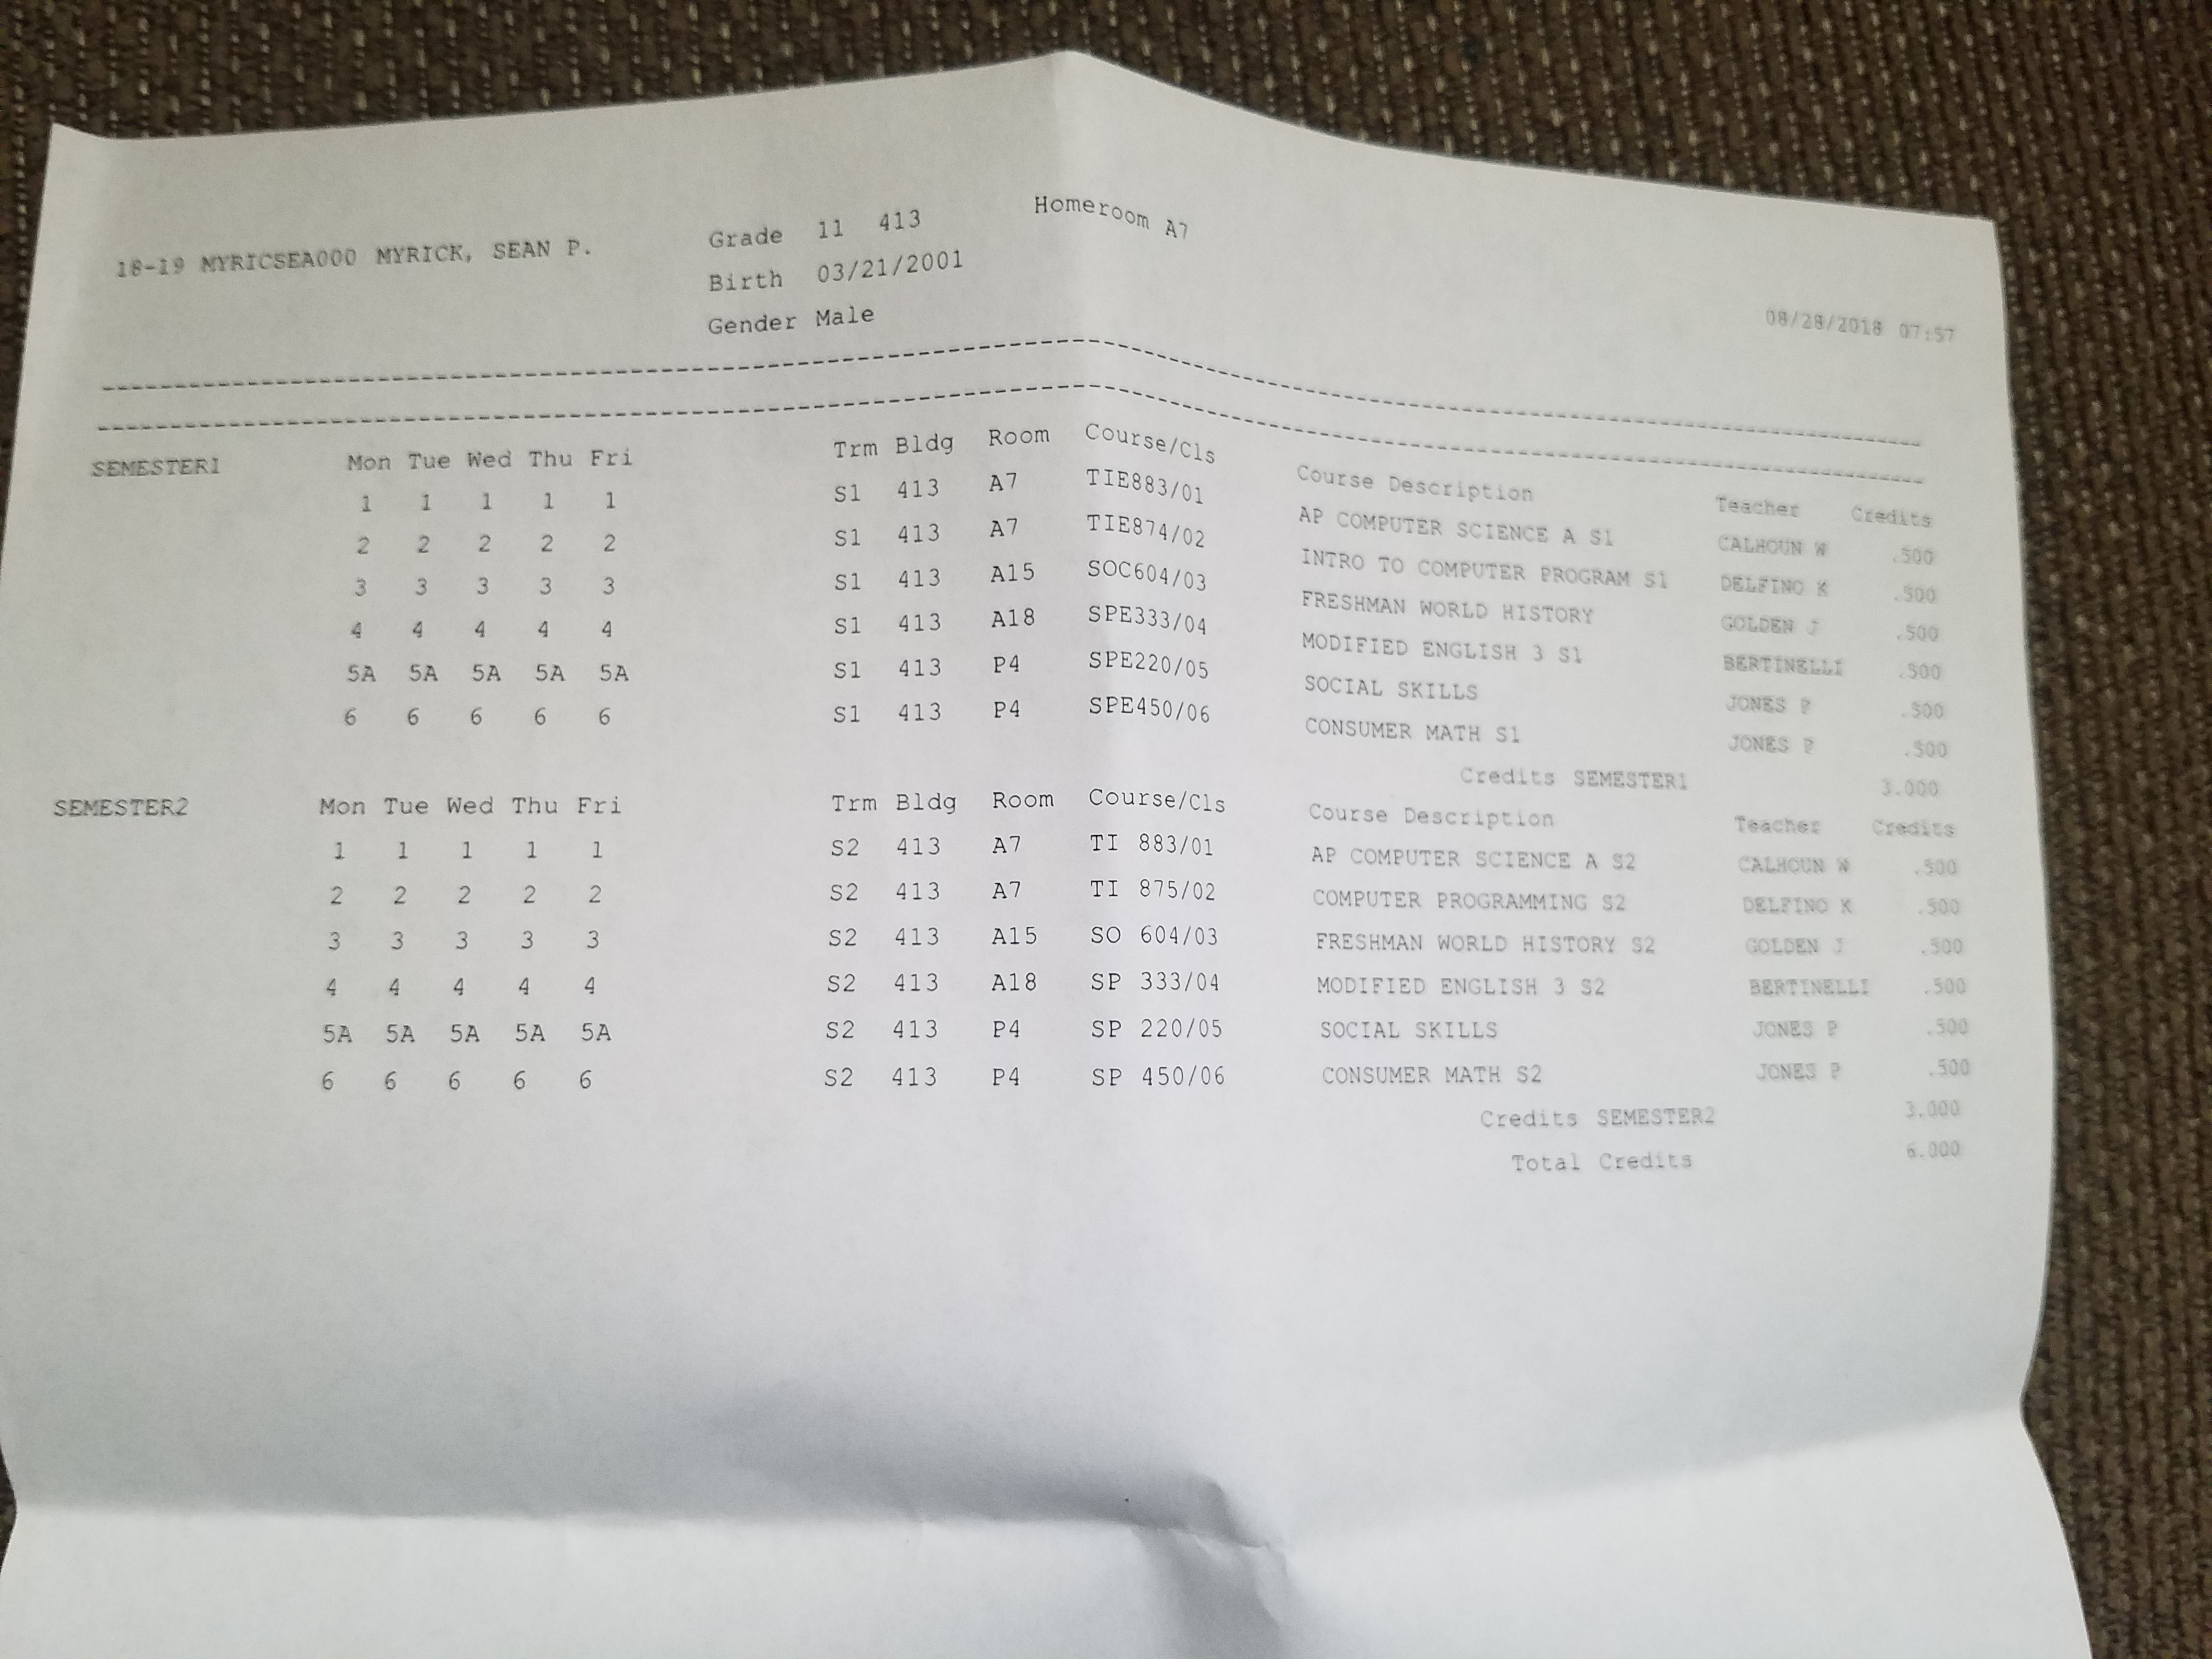 08/28/2018 07:57
Grade 11 413 Homeroom A7
18-19 MYRICSEA000 MYRICK, SEAN P. Birth 03/21/2001
Gender Male
--------------------------------------------------------------------------------
--------------------------------------------------------------------------------
SEMESTER1 Mon Tue Wed Thu Fri Trm Bldg Room Course/Cls Course Description Teacher Credits
1 1 1 1 1 S1 413 A7 TIE883/01 AP COMPUTER SCIENCE A S1 CALHOUN W .500
2 2 2 2 2 S1 413 A7 TIE874/02 INTRO TO COMPUTER PROGRAM S1 DELFINO K .500
3 3 3 3 3 S1 413 A15 SOC604/03 FRESHMAN WORLD HISTORY GOLDEN J .500
4 4 4 4 4 S1 413 A18 SPE333/04 MODIFIED ENGLISH 3 S1 BERTINELLI .500
5A 5A 5A 5A 5A S1 413 P4 SPE220/05 SOCIAL SKILLS JONES P .500
6 6 6 6 6 S1 413 P4 SPE450/06 CONSUMER MATH S1 JONES P .500
Credits SEMESTER1 3.000
SEMESTER2 Mon Tue Wed Thu Fri Trm Bldg Room Course/Cls Course Description Teacher Credits
1 1 1 1 1 S2 413 A7 TI 883/01 AP COMPUTER SCIENCE A S2 CALHOUN W .500
2 2 2 2 2 S2 413 A7 TI 875/02 COMPUTER PROGRAMMING S2 DELFINO K .500
3 3 3 3 3 S2 413 A15 SO 604/03 FRESHMAN WORLD HISTORY S2 GOLDEN J .500
4 4 4 4 4 S2 413 A18 SP 333/04 MODIFIED ENGLISH 3 S2 BERTINELLI .500
5A 5A 5A 5A 5A S2 413 P4 SP 220/05 SOCIAL SKILLS JONES P .500
6 6 6 6 6 S2 413 P4 SP 450/06 CONSUMER MATH S2 JONES P .500
Credits SEMESTER2 3.000
Total Credits 6.000